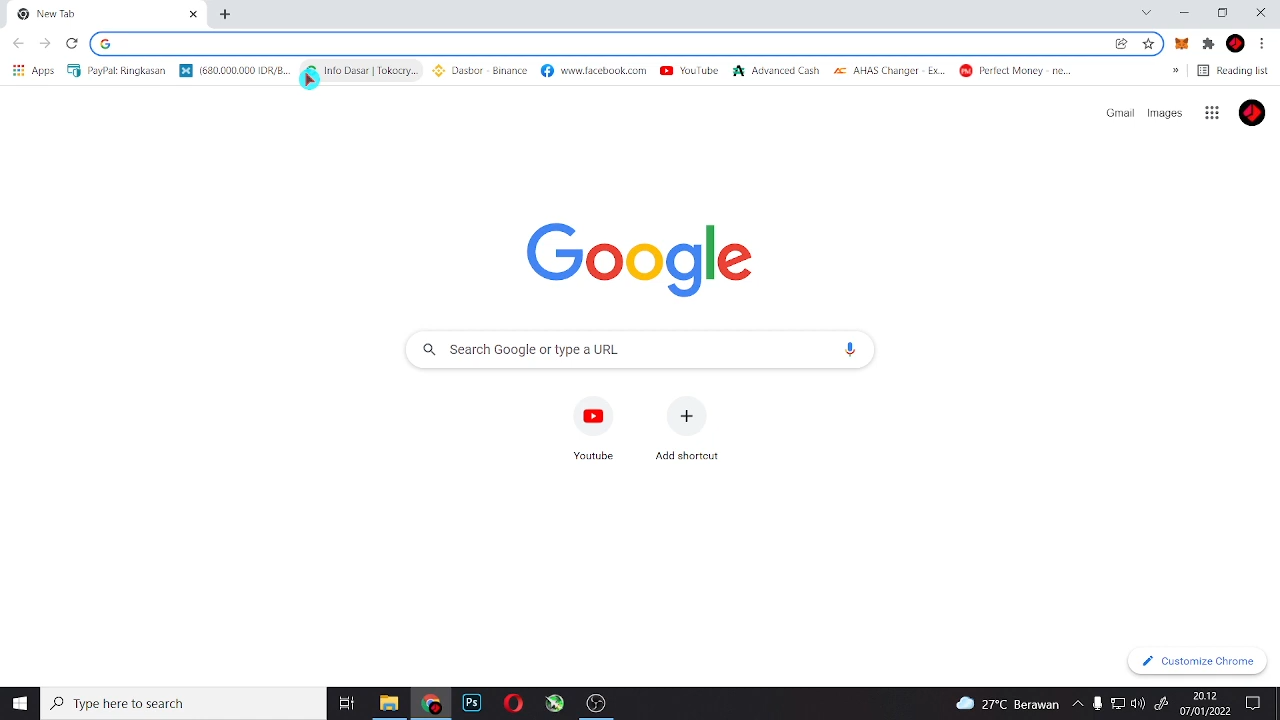 New Tab
Apps
PayPal: Ringkasan
(680.000.000 IDR/B...
Info Dasar | Tokocry...
Dasbor - Binance
www.facebook.com
YouTube
Advanced Cash
AHAS Changer - Ex...
Perfect Money - ne...
»
Reading list
Gmail
Images
Google
Search Google or type a URL
Youtube
Add shortcut
Customize Chrome
Type here to search
Ps
27°C Berawan
20.12
07/01/2022